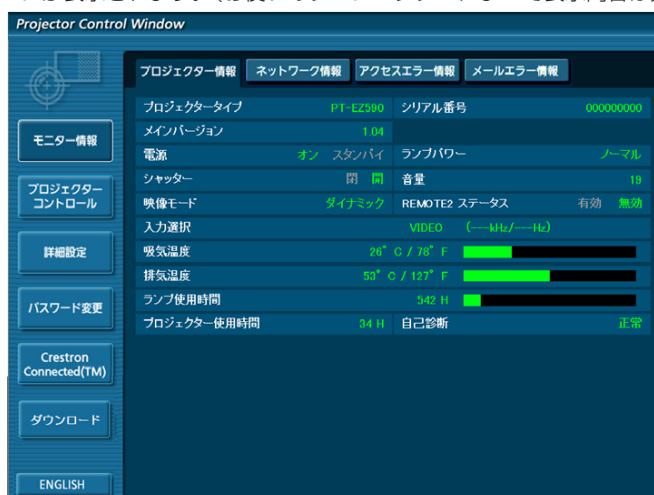 Projector Control Window
プロジェクター情報 ネットワーク情報 アクセスエラー情報 メールエラー情報
プロジェクタータイプ PT-EZ590 シリアル番号 000000000
メインバージョン 1.04
モニター情報
電源 オン スタンバイ ランプパワー ノーマル
シャッター 閉 開 音量 19
プロジェクター
コントロール
映像モード ダイナミック REMOTE2 ステータス 有効 無効
入力選択 VIDEO (---kHz/---Hz)
詳細設定
吸気温度 26° C / 78° F
排気温度 53° C / 127° F
ランプ使用時間 542 H
パスワード変更
プロジェクター使用時間 34 H 自己診断 正常
Crestron
Connected(TM)
ダウンロード
ENGLISH